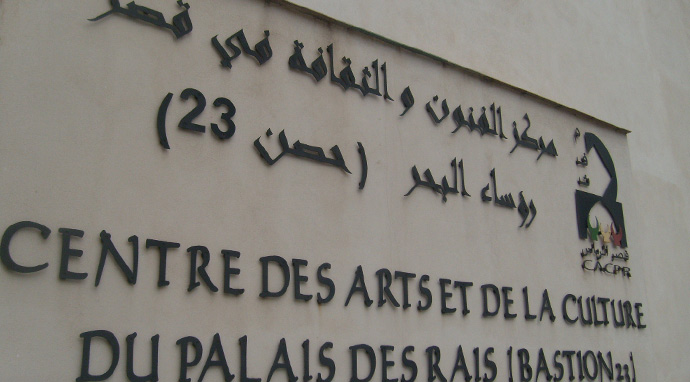 مركز الفنون و الثقافة في قصر
رؤساء البحر (حصن 23)
CACPR
CENTRE DES ARTS ET DE LA CULTURE
DU PALAIS DES RAIS [BASTION 23]